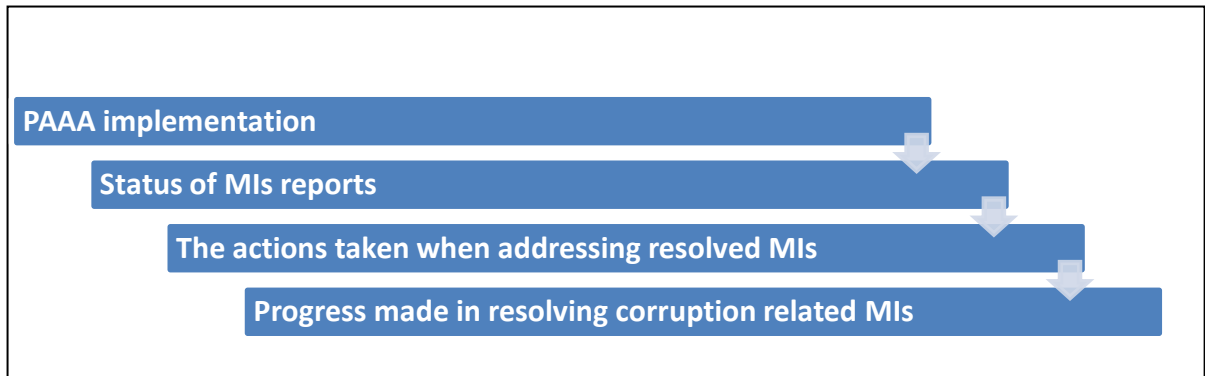 PAAA implementation
Status of MIs reports
The actions taken when addressing resolved MIs
Progress made in resolving corruption related MIs